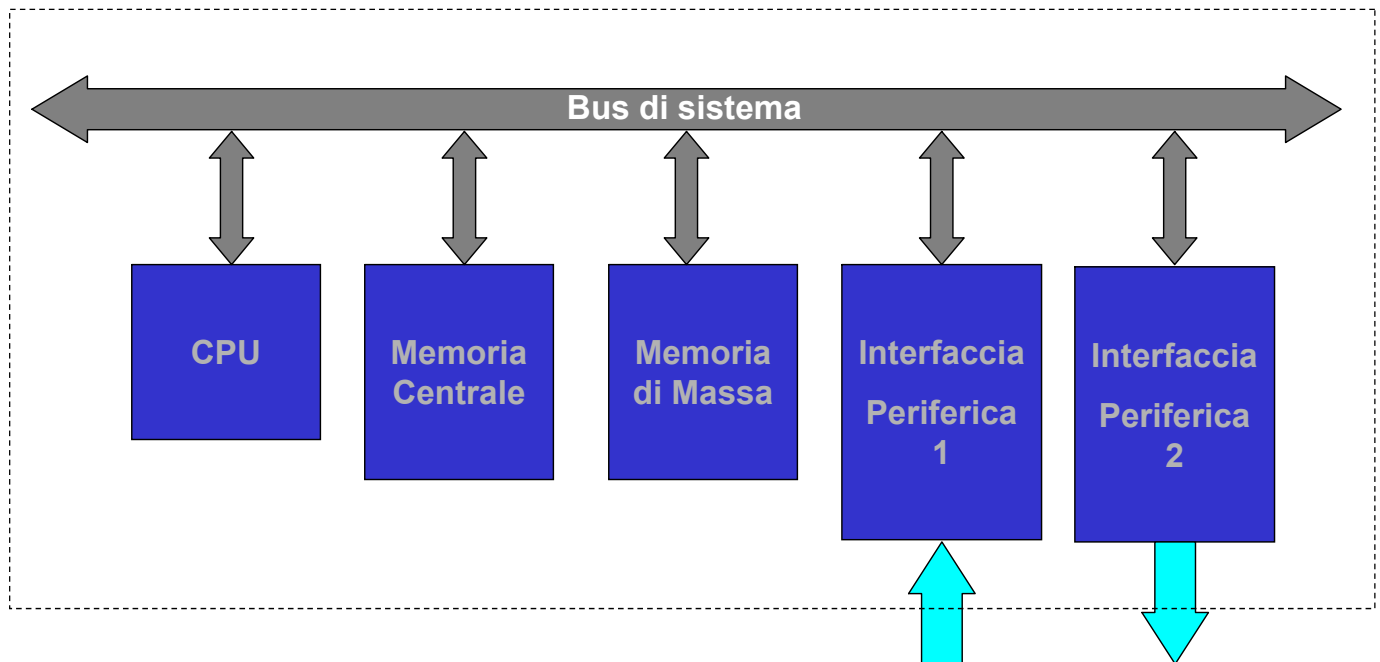 Bus di sistema
CPU
Memoria
Centrale
Memoria
di Massa
Interfaccia
Periferica
1
Interfaccia
Periferica
2